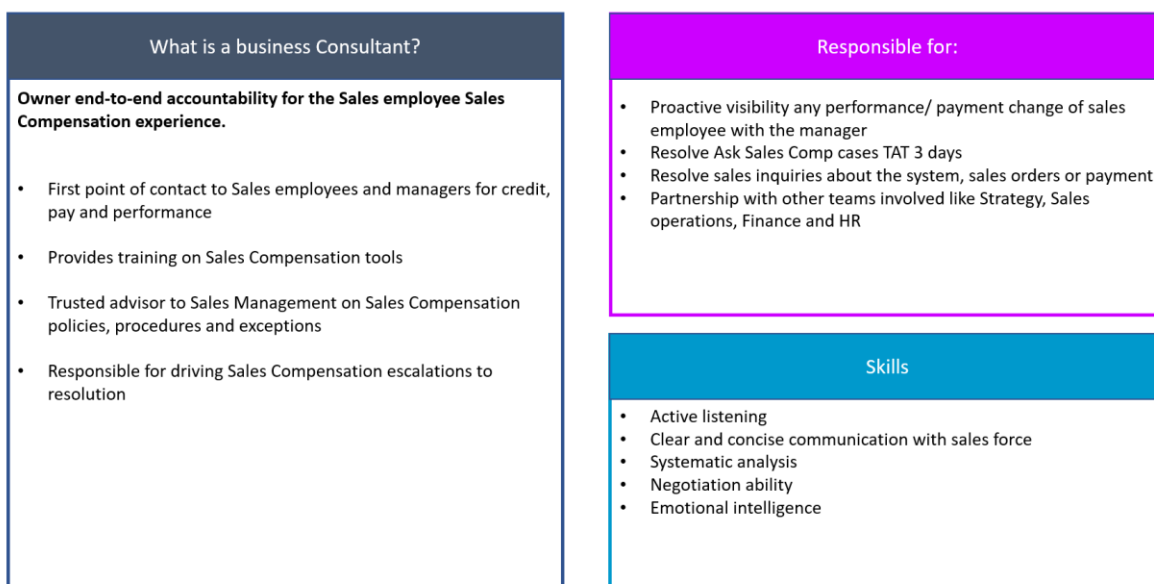 What is a business Consultant?
Owner end-to-end accountability for the Sales employee Sales
Compensation experience.
• First point of contact to Sales employees and managers for credit,
pay and performance
• Provides training on Sales Compensation tools
• Trusted advisor to Sales Management on Sales Compensation
policies, procedures and exceptions
• Responsible for driving Sales Compensation escalations to
resolution
Responsible for:
• Proactive visibility any performance/ payment change of sales
employee with the manager
• Resolve Ask Sales Comp cases TAT 3 days
• Resolve sales inquiries about the system, sales orders or payment
• Partnership with other teams involved like Strategy, Sales
operations, Finance and HR
Skills
• Active listening
• Clear and concise communication with sales force
• Systematic analysis
• Negotiation ability
• Emotional intelligence